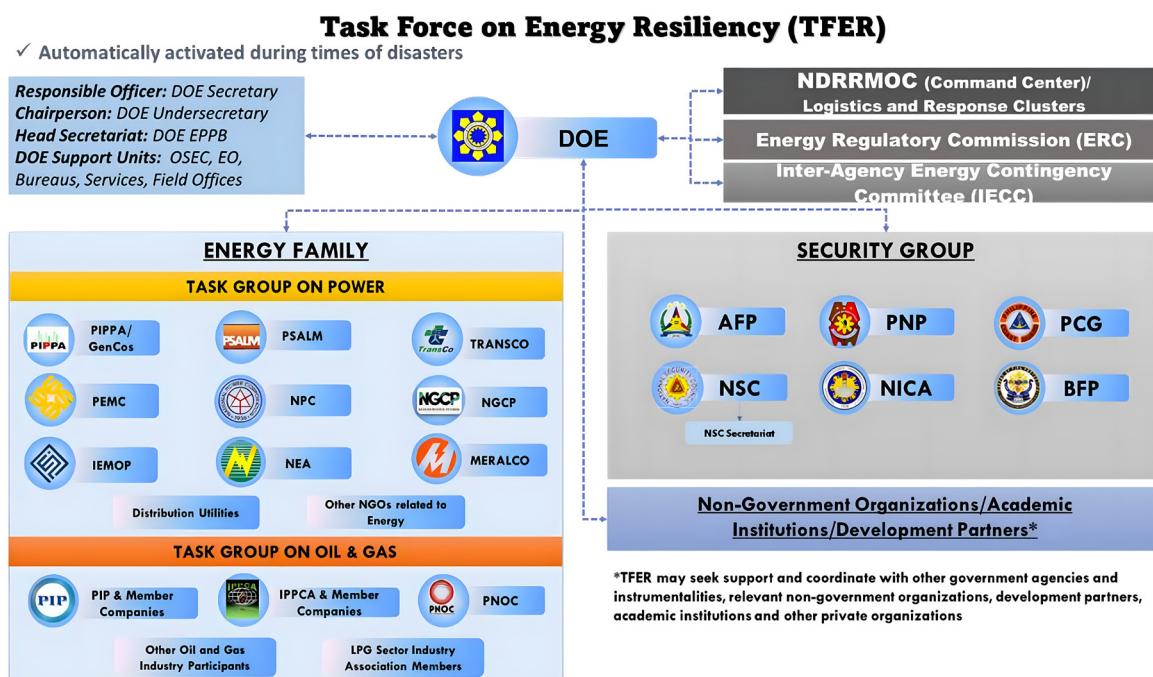 Task Force on Energy Resiliency (TFER)
✓ Automatically activated during times of disasters
Responsible Officer: DOE Secretary
Chairperson: DOE Undersecretary
Head Secretariat: DOE EPPB
DOE Support Units: OSEC, EO,
Bureaus, Services, Field Offices
DOE
NDRRMOC (Command Center)/
Logistics and Response Clusters
Energy Regulatory Commission (ERC)
Inter-Agency Energy Contingency
Committee (IECC)
ENERGY FAMILY
TASK GROUP ON POWER
PIPPA
PIPPA/
GenCos
PSALM
PSALM
TransCo
TRANSCO
PEMC
NPC
NGCP
NGCP
IEMOP
NEA
MERALCO
Distribution Utilities
Other NGOs related to
Energy
TASK GROUP ON OIL & GAS
PIP
PIP & Member
Companies
IPPCA
IPPCA & Member
Companies
PNOC
PNOC
Other Oil and Gas
Industry Participants
LPG Sector Industry
Association Members
SECURITY GROUP
AFP
PNP
PCG
NSC
NICA
BFP
NSC Secretariat
Non-Government Organizations/Academic
Institutions/Development Partners*
*TFER may seek support and coordinate with other government agencies and
instrumentalities, relevant non-government organizations, development partners,
academic institutions and other private organizations